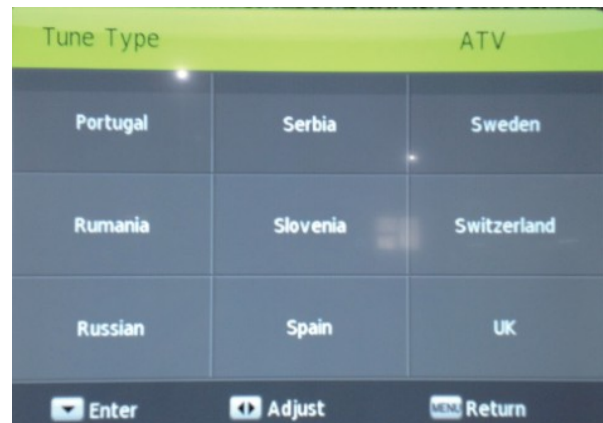 Tune Type ATV
Portugal Serbia Sweden
Rumania Slovenia Switzerland
Russian Spain UK
Enter Adjust MENU Return